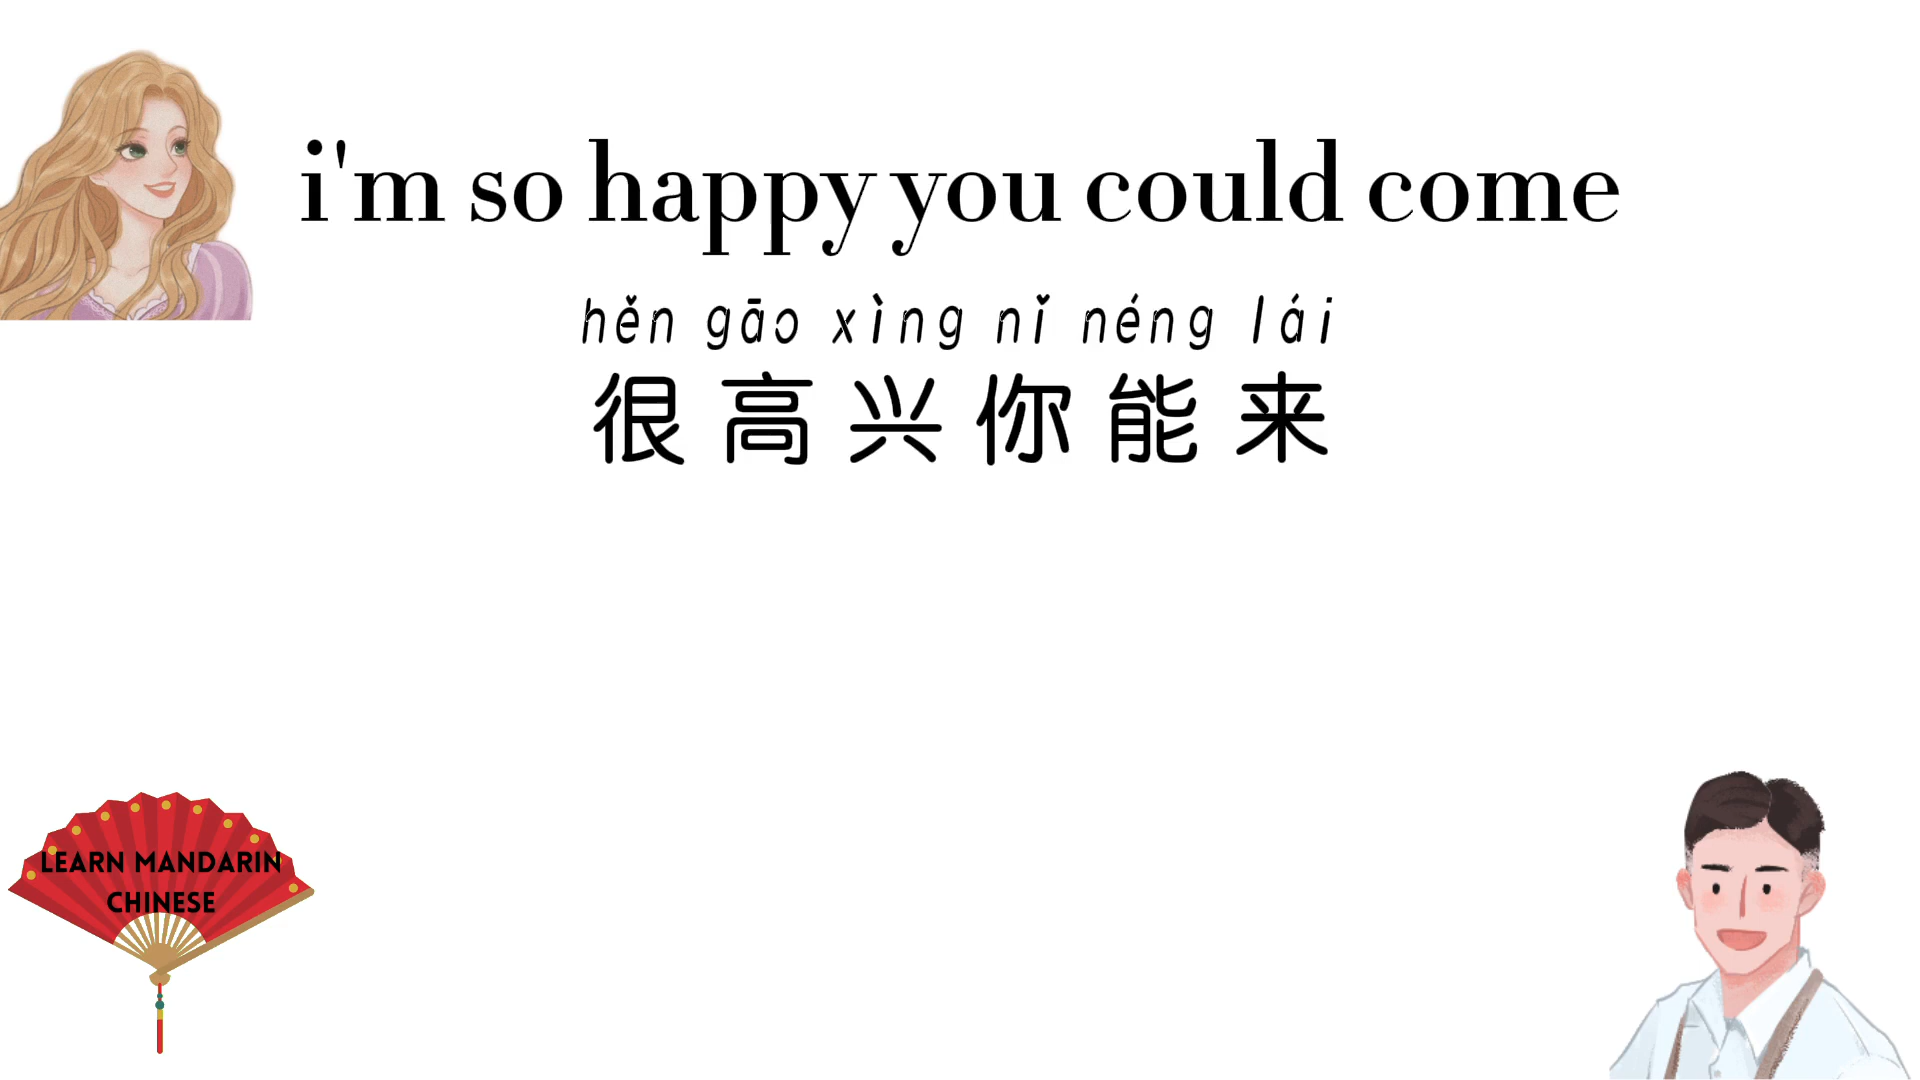 i'm so happy you could come
hěn gāo xìng nǐ néng lái
很高兴你能来
LEARN MANDARIN
CHINESE